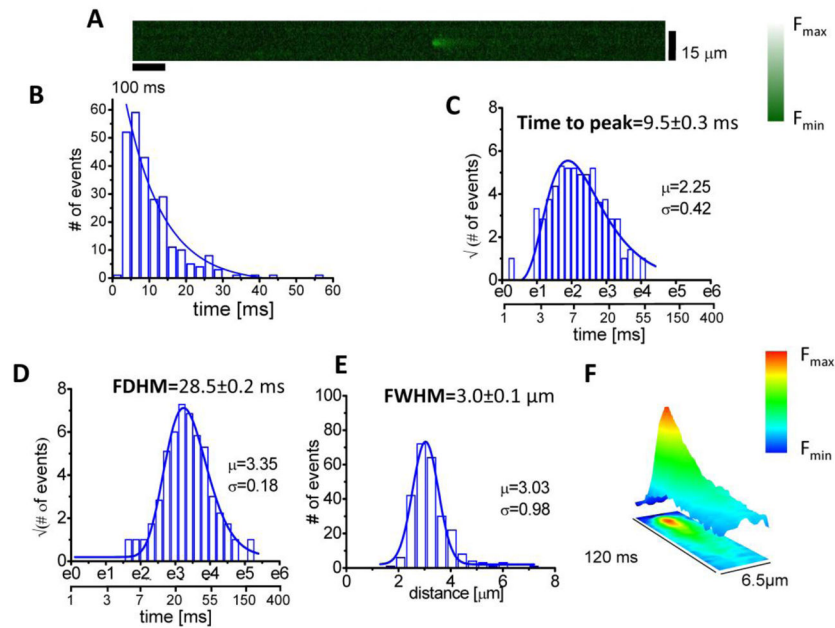 A
15 μm
100 ms
Fmax
Fmin
B
# of events
60
50
40
30
20
10
0
0 10 20 30 40 50 60
time [ms]
C
Time to peak=9.5±0.3 ms
μ=2.25
σ=0.42
√ (# of events)
8
6
4
2
0
e0 e1 e2 e3 e4 e5 e6
1 3 7 20 55 150 400
time [ms]
D
FDHM=28.5±0.2 ms
μ=3.35
σ=0.18
√(# of events)
8
6
4
2
0
e0 e1 e2 e3 e4 e5 e6
1 3 7 20 55 150 400
time [ms]
E
FWHM=3.0±0.1 μm
μ=3.03
σ=0.98
# of events
100
80
60
40
20
0
0 2 4 6 8
distance [μm]
F
Fmax
Fmin
120 ms
6.5μm